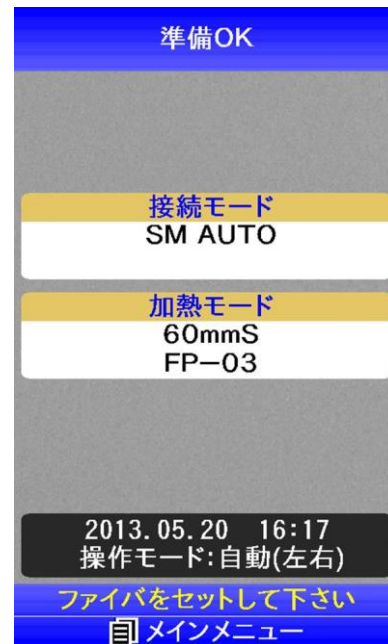 準備OK
接続モード
SM AUTO
加熱モード
60mmS
FP-03
2013.05.20 16:17
操作モード:自動(左右)
ファイバをセットして下さい
メインメニュー